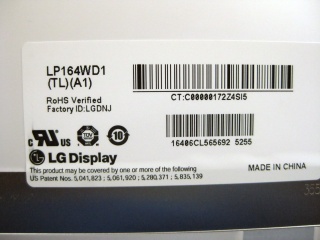 LP164WD1
(TL)(A1)
RoHS Verified
Factory ID:LGDNJ
CT:C00000172Z4SI5
16406CL565692 5255
LG Display
MADE IN CHINA
This product may be covered by one or more of the following
US Patent Nos. 5,041,823 ; 5,061,920 ; 5,280,371 ; 5,835,139